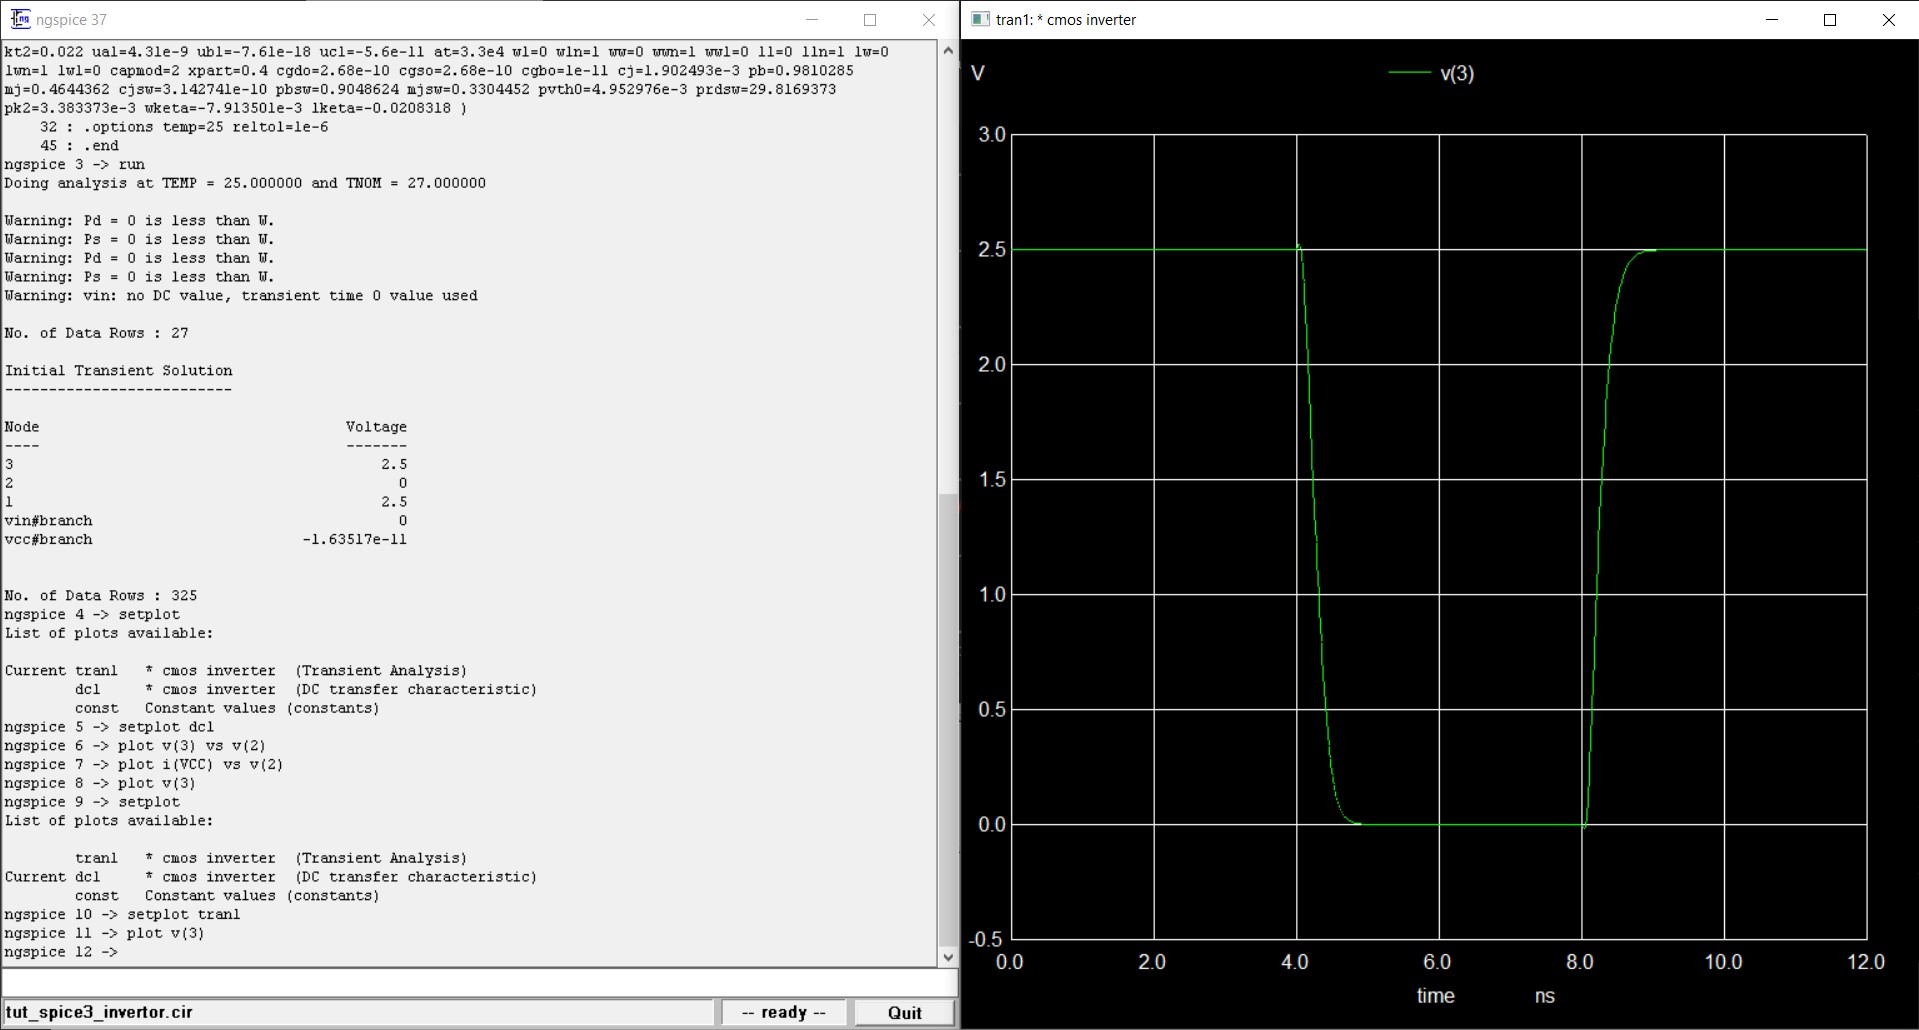 ngspice 37
kt2=0.022 ua1=4.31e-9 ub1=-7.61e-18 uc1=-5.6e-11 at=3.3e4 wl=0 wln=1 ww=0 wwn=1 wwl=0 ll=0 lln=1 lw=0
lwn=1 lwl=0 capmod=2 xpart=0.4 cgdo=2.68e-10 cgso=2.68e-10 cgbo=1e-11 cj=1.902493e-3 pb=0.9810285
mj=0.4644362 cjsw=3.142741e-10 pbsw=0.9048624 mjsw=0.3304452 pvth0=4.952976e-3 prdsw=29.8169373
pk2=3.383373e-3 wketa=-7.913501e-3 lketa=-0.0208318 )
32 : .options temp=25 reltol=1e-6
45 : .end
ngspice 3 -> run
Doing analysis at TEMP = 25.000000 and TNOM = 27.000000
Warning: Pd = 0 is less than W.
Warning: Ps = 0 is less than W.
Warning: Pd = 0 is less than W.
Warning: Ps = 0 is less than W.
Warning: vin: no DC value, transient time 0 value used
No. of Data Rows : 27
Initial Transient Solution
--------------------------
Node Voltage
---- -------
3 2.5
2 0
1 2.5
vin#branch 0
vcc#branch -1.63517e-11
No. of Data Rows : 325
ngspice 4 -> setplot
List of plots available:
Current tran1 * cmos inverter (Transient Analysis)
dc1 * cmos inverter (DC transfer characteristic)
const Constant values (constants)
ngspice 5 -> setplot dc1
ngspice 6 -> plot v(3) vs v(2)
ngspice 7 -> plot i(VCC) vs v(2)
ngspice 8 -> plot v(3)
ngspice 9 -> setplot
List of plots available:
tran1 * cmos inverter (Transient Analysis)
Current dc1 * cmos inverter (DC transfer characteristic)
const Constant values (constants)
ngspice 10 -> setplot tran1
ngspice 11 -> plot v(3)
ngspice 12 ->
tut_spice3_invertor.cir
-- ready --
Quit
tran1: * cmos inverter
V
v(3)
3.0
2.5
2.0
1.5
1.0
0.5
0.0
-0.5
0.0 2.0 4.0 6.0 8.0 10.0 12.0
time ns